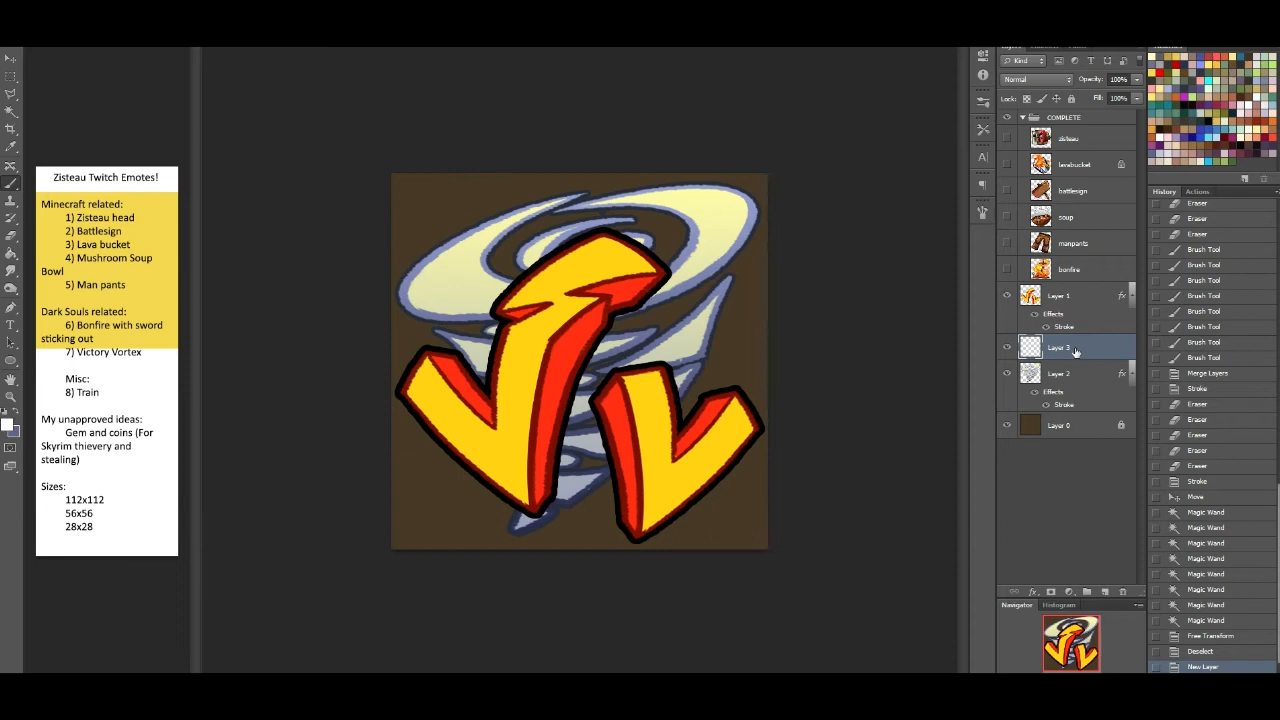 Kind
Normal
Opacity: 100%
Lock:
Fill: 100%
COMPLETE
zisteau
lavabucket
battlesign
soup
manpants
bonfire
Layer 1
fx
Effects
Stroke
Layer 3
Layer 2
fx
Effects
Stroke
Layer 0
fx
Navigator
Histogram
History
Actions
Eraser
Eraser
Eraser
Brush Tool
Brush Tool
Brush Tool
Brush Tool
Brush Tool
Brush Tool
Brush Tool
Brush Tool
Merge Layers
Stroke
Eraser
Eraser
Eraser
Eraser
Eraser
Stroke
Move
Magic Wand
Magic Wand
Magic Wand
Magic Wand
Magic Wand
Magic Wand
Magic Wand
Magic Wand
Free Transform
Deselect
New Layer
Zisteau Twitch Emotes!
Minecraft related:
1) Zisteau head
2) Battlesign
3) Lava bucket
4) Mushroom Soup
Bowl
5) Man pants
Dark Souls related:
6) Bonfire with sword
sticking out
7) Victory Vortex
Misc:
8) Train
My unapproved ideas:
Gem and coins (For
Skyrim thievery and
stealing)
Sizes:
112x112
56x56
28x28